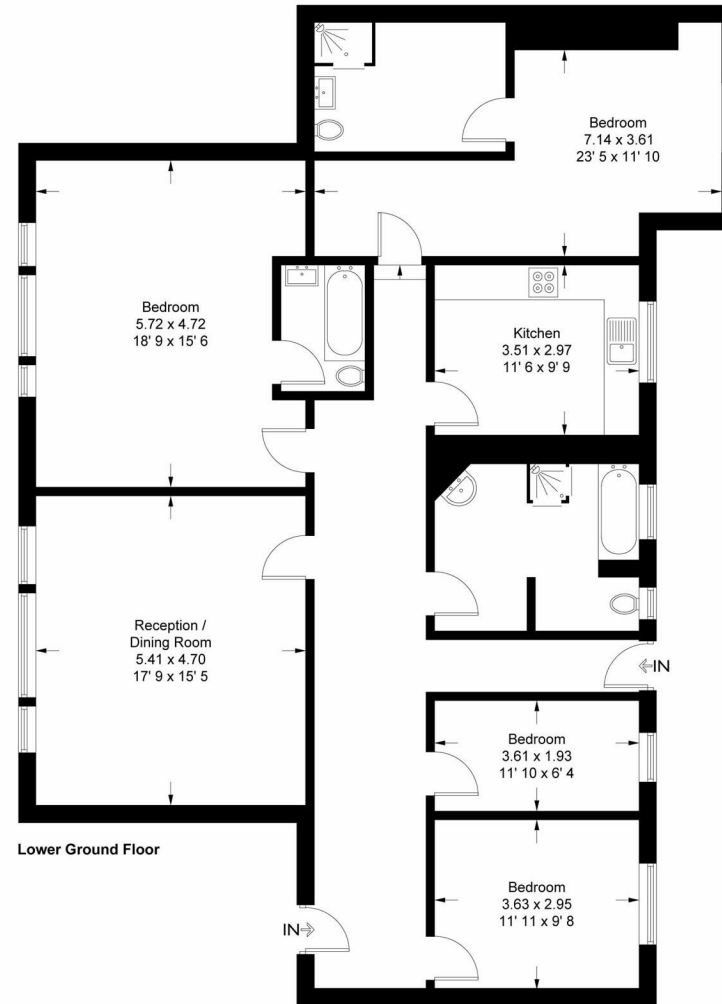 Bedroom
7.14 x 3.61
23' 5 x 11' 10
Bedroom
5.72 x 4.72
18' 9 x 15' 6
Kitchen
3.51 x 2.97
11' 6 x 9' 9
Reception /
Dining Room
5.41 x 4.70
17' 9 x 15' 5
IN
Bedroom
3.61 x 1.93
11' 10 x 6' 4
Lower Ground Floor
Bedroom
3.63 x 2.95
11' 11 x 9' 8
IN